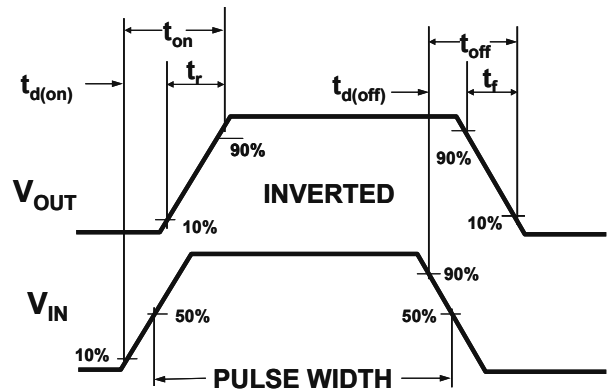 t_on t_off
t_d(on) t_r t_d(off) t_f
90% 90%
V_OUT INVERTED
10% 10%
90%
V_IN 50% 50%
10%
PULSE WIDTH